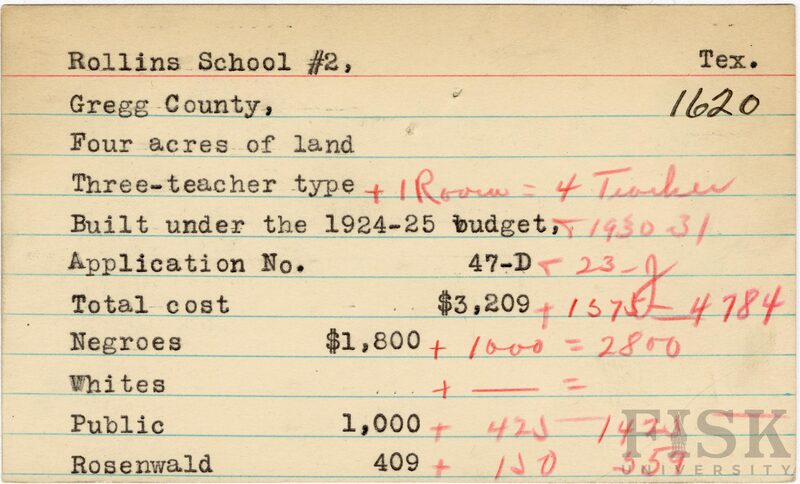 Rollins School #2, Tex.
Gregg County, 1620
Four acres of land
Three-teacher type + 1 Room = 4 Teacher
Built under the 1924-25 budget, + 1930-31
Application No. 47-D + 23-J
Total cost $3,209 + 1575 — 4784
Negroes $1,800 + 1000 = 2800
Whites + — =
Public 1,000 + 425 — 1425 —
Rosenwald 409 + 150 559
FISK
UNIVERSITY